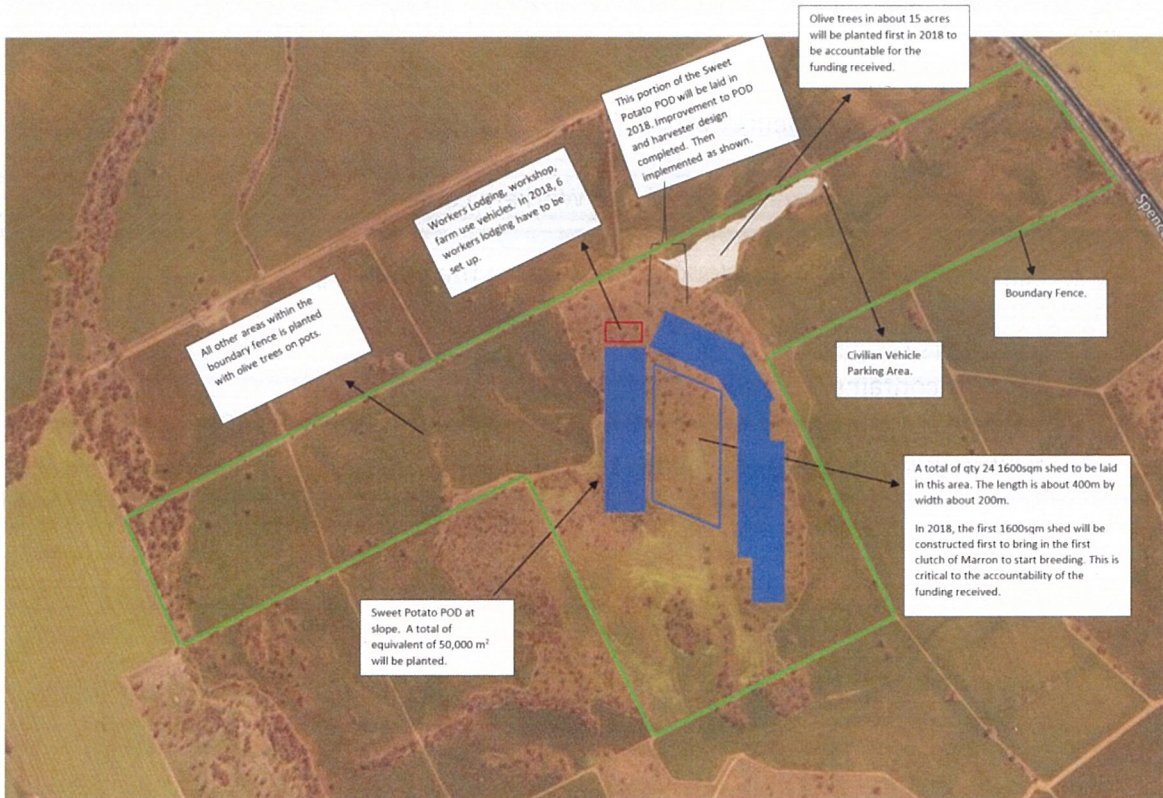 Olive trees in about 15 acres
will be planted first in 2018 to
be accountable for the
funding received.
This portion of the Sweet
Potato POD will be laid in
2018. Improvement to POD
and harvester design
completed. Then
implemented as shown.
Workers Lodging, workshop,
farm use vehicles. In 2018, 6
workers lodging have to be
set up.
All other areas within the
boundary fence is planted
with olive trees on pots.
Boundary Fence.
Civilian Vehicle
Parking Area.
A total of qty 24 1600sqm shed to be laid
in this area. The length is about 400m by
width about 200m.
In 2018, the first 1600sqm shed will be
constructed first to bring in the first
clutch of Marron to start breeding. This is
critical to the accountability of the
funding received.
Sweet Potato POD at
slope. A total of
equivalent of 50,000 m²
will be planted.